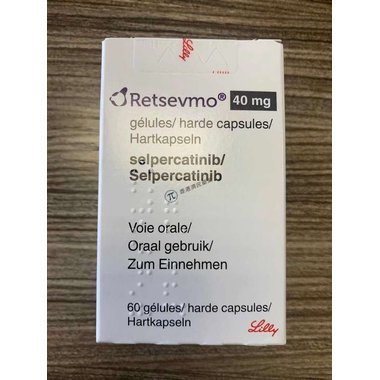 Retsevmo® 40 mg
gélules/ harde capsules/
Hartkapseln
selpercatinib/
Selpercatinib
Voie orale/
Oraal gebruik/
Zum Einnehmen
60 gélules/ harde capsules/
Hartkapseln
Lilly